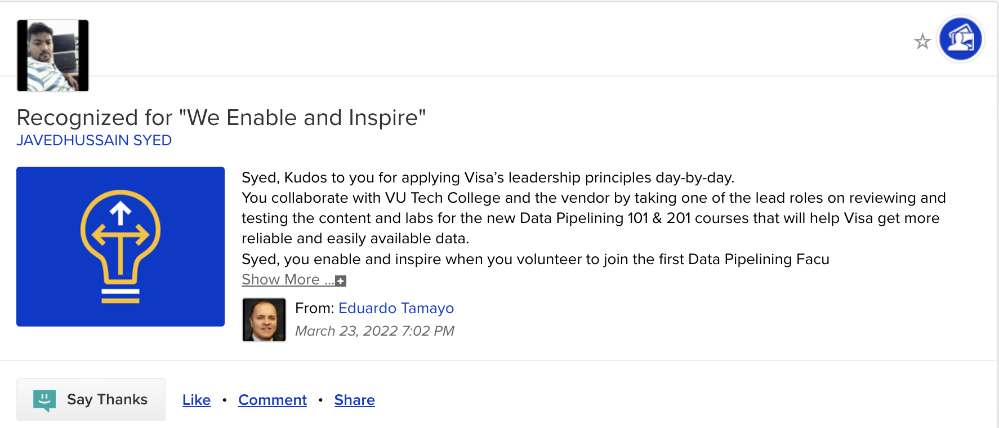 Recognized for "We Enable and Inspire"
JAVEDHUSSAIN SYED
Syed, Kudos to you for applying Visa’s leadership principles day-by-day.
You collaborate with VU Tech College and the vendor by taking one of the lead roles on reviewing and
testing the content and labs for the new Data Pipelining 101 & 201 courses that will help Visa get more
reliable and easily available data.
Syed, you enable and inspire when you volunteer to join the first Data Pipelining Facu
Show More ...
From: Eduardo Tamayo
March 23, 2022 7:02 PM
Say Thanks Like • Comment • Share